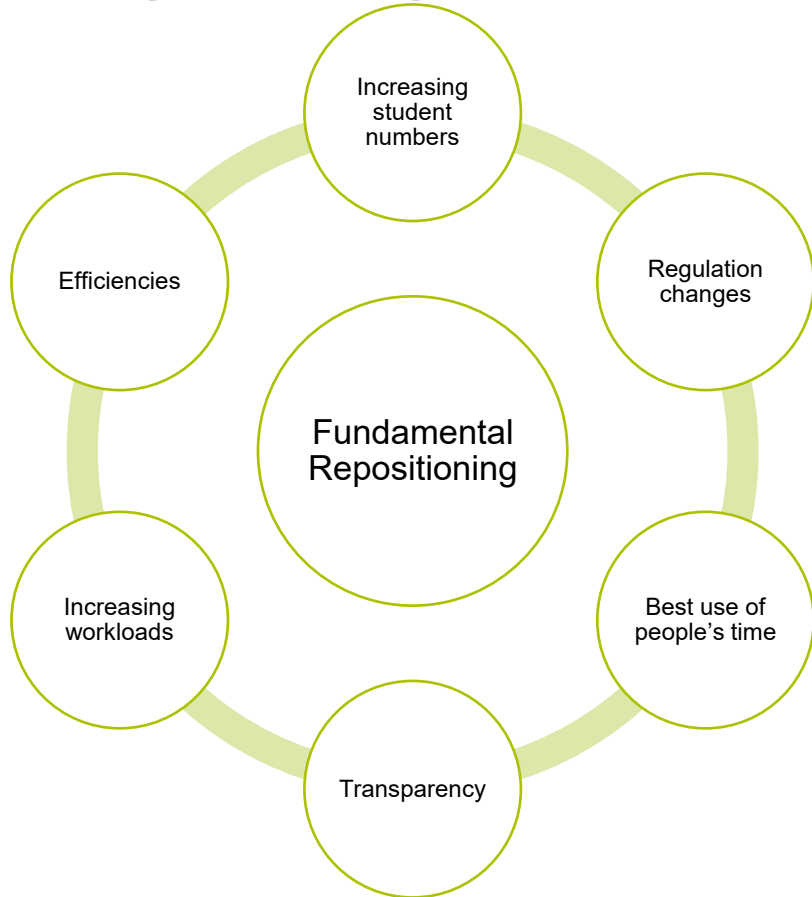 Increasing
student
numbers
Regulation
changes
Best use of
people’s time
Transparency
Increasing
workloads
Efficiencies
Fundamental
Repositioning